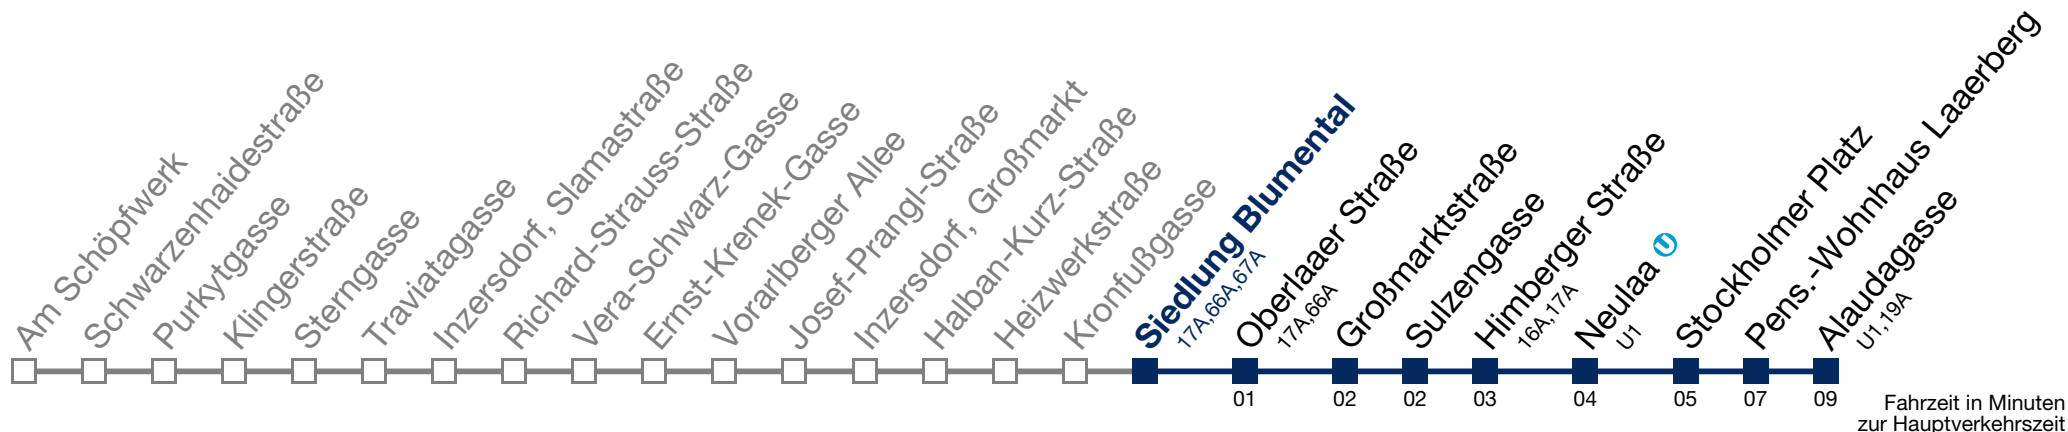 Am Schöpfwerk
Schwarzenhaidestraße
Purkytgasse
Klingerstraße
Sterngasse
Traviatagasse
Inzersdorf, Slamastraße
Richard-Strauss-Straße
Vera-Schwarz-Gasse
Ernst-Krenek-Gasse
Vorarlberger Allee
Josef-Prangl-Straße
Inzersdorf, Großmarkt
Halban-Kurz-Straße
Heizwerkstraße
Kronfußgasse
Siedlung Blumental
17A,66A,67A
Oberlaaer Straße
17A,66A
Großmarktstraße
Sulzengasse
Himberger Straße
16A,17A
Neulaa U
U1
Stockholmer Platz
Pens.-Wohnhaus Laaerberg
Alaudagasse
U1,19A
01 02 02 03 04 05 07 09
Fahrzeit in Minuten
zur Hauptverkehrszeit